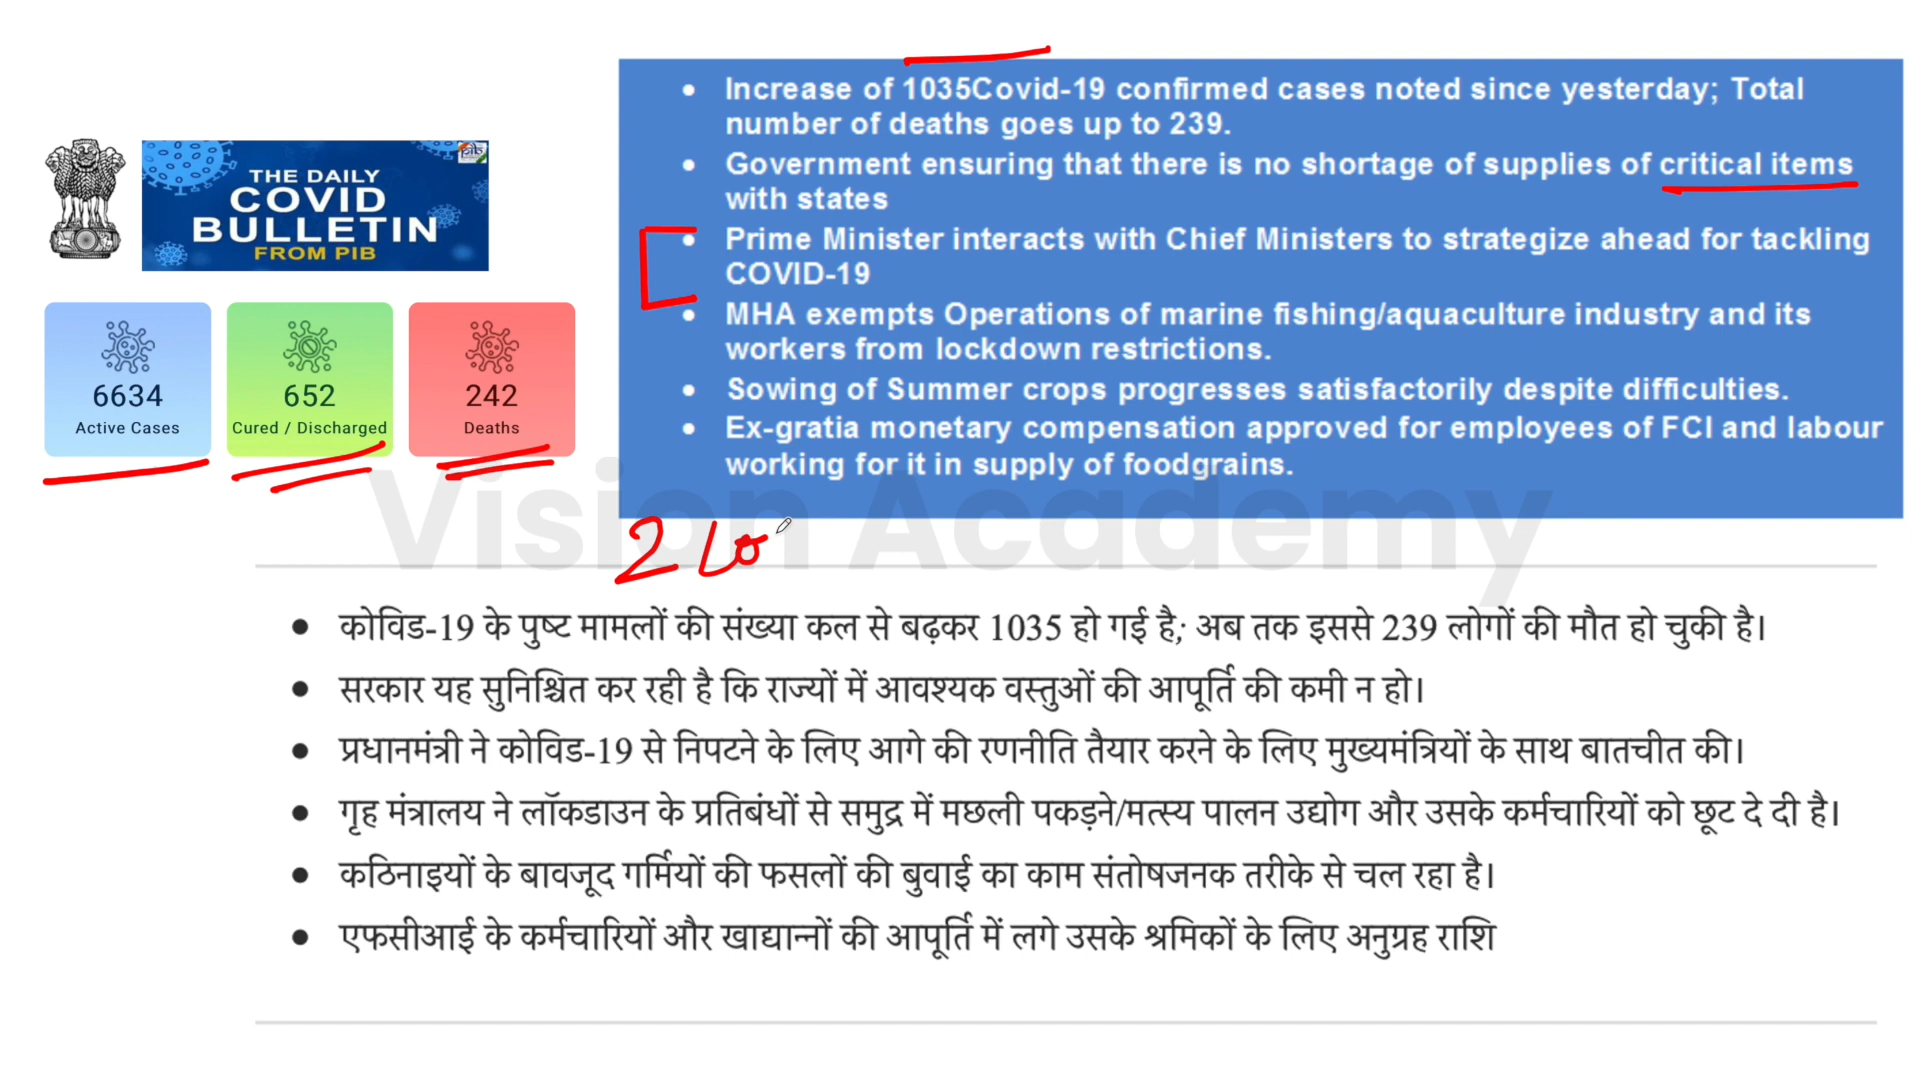 THE DAILY
COVID
BULLETIN
FROM PIB
6634
Active Cases
652
Cured / Discharged
242
Deaths
• Increase of 1035Covid-19 confirmed cases noted since yesterday; Total
number of deaths goes up to 239.
• Government ensuring that there is no shortage of supplies of critical items
with states
• Prime Minister interacts with Chief Ministers to strategize ahead for tackling
COVID-19
• MHA exempts Operations of marine fishing/aquaculture industry and its
workers from lockdown restrictions.
• Sowing of Summer crops progresses satisfactorily despite difficulties.
• Ex-gratia monetary compensation approved for employees of FCI and labour
working for it in supply of foodgrains.
Vision Academy
2
• कोविड-19 के पुष्ट मामलों की संख्या कल से बढ़कर 1035 हो गई है; अब तक इससे 239 लोगों की मौत हो चुकी है।
• सरकार यह सुनिश्चित कर रही है कि राज्यों में आवश्यक वस्तुओं की आपूर्ति की कमी न हो।
• प्रधानमंत्री ने कोविड-19 से निपटने के लिए आगे की रणनीति तैयार करने के लिए मुख्यमंत्रियों के साथ बातचीत की।
• गृह मंत्रालय ने लॉकडाउन के प्रतिबंधों से समुद्र में मछली पकड़ने/मत्स्य पालन उद्योग और उसके कर्मचारियों को छूट दे दी है।
• कठिनाइयों के बावजूद गर्मियों की फसलों की बुवाई का काम संतोषजनक तरीके से चल रहा है।
• एफसीआई के कर्मचारियों और खाद्यान्नों की आपूर्ति में लगे उसके श्रमिकों के लिए अनुग्रह राशि